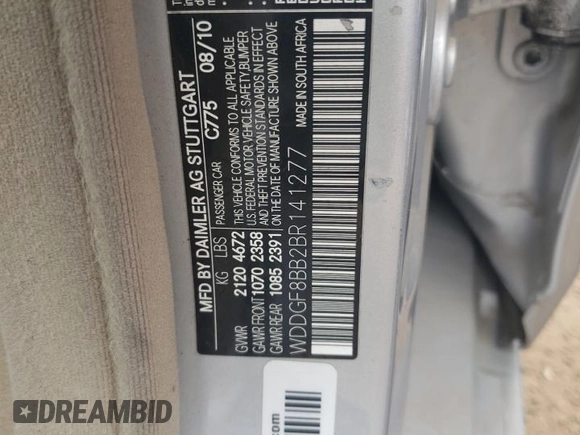 MFD BY DAIMLER AG STUTTGART
PASSENGER CAR C775 08/10
KG LBS
GVWR 2120 4672
GAWR FRONT 1070 2358
GAWR REAR 1085 2391
THIS VEHICLE CONFORMS TO ALL APPLICABLE
U.S. FEDERAL MOTOR VEHICLE SAFETY, BUMPER
AND THEFT PREVENTION STANDARDS IN EFFECT
ON THE DATE OF MANUFACTURE SHOWN ABOVE
WDDGF8BB2BR141277
MADE IN SOUTH AFRICA
.com
DREAMBID